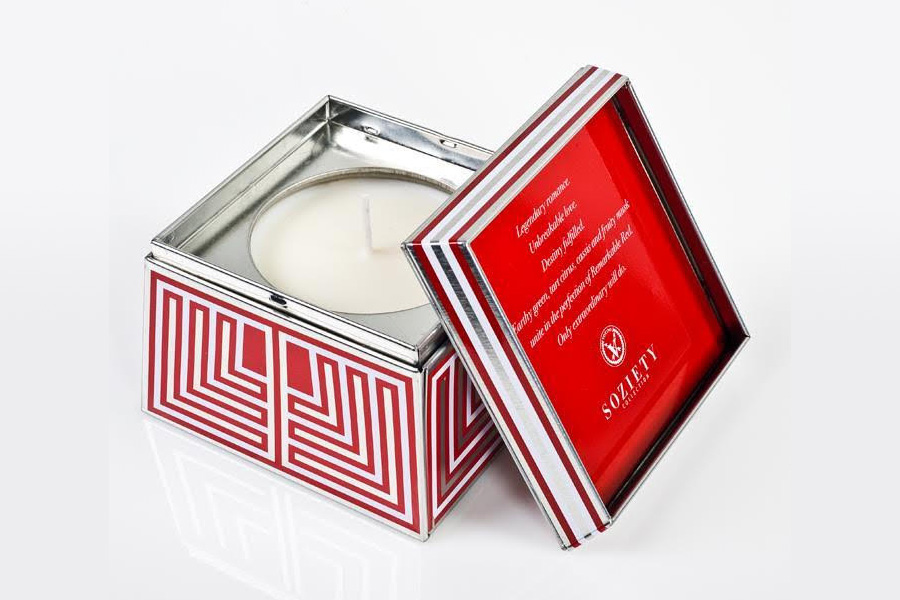 Legendary romance.
Unbreakable love.
Destiny fulfilled.
Earthy green, tart citrus, cassis and fruity musk
unite in the perfection of Remarkable Red.
Only extraordinary will do.
SOZIETY
COLLECTION